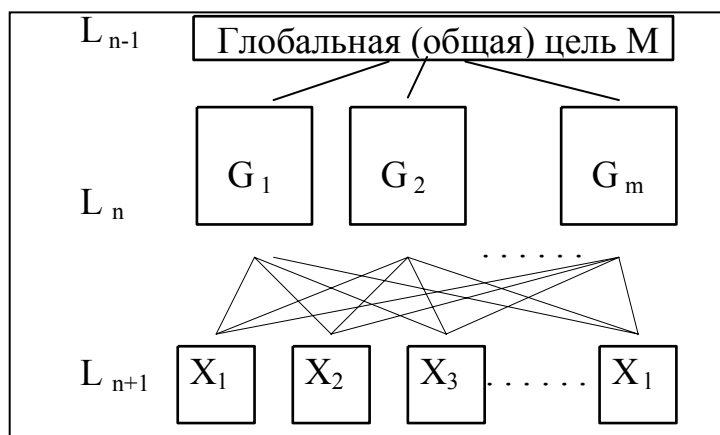 L n-1 Глобальная (общая) цель M
G 1 G 2 G m
L n
. . . . . .
L n+1 X1 X2 X3 ...... X1